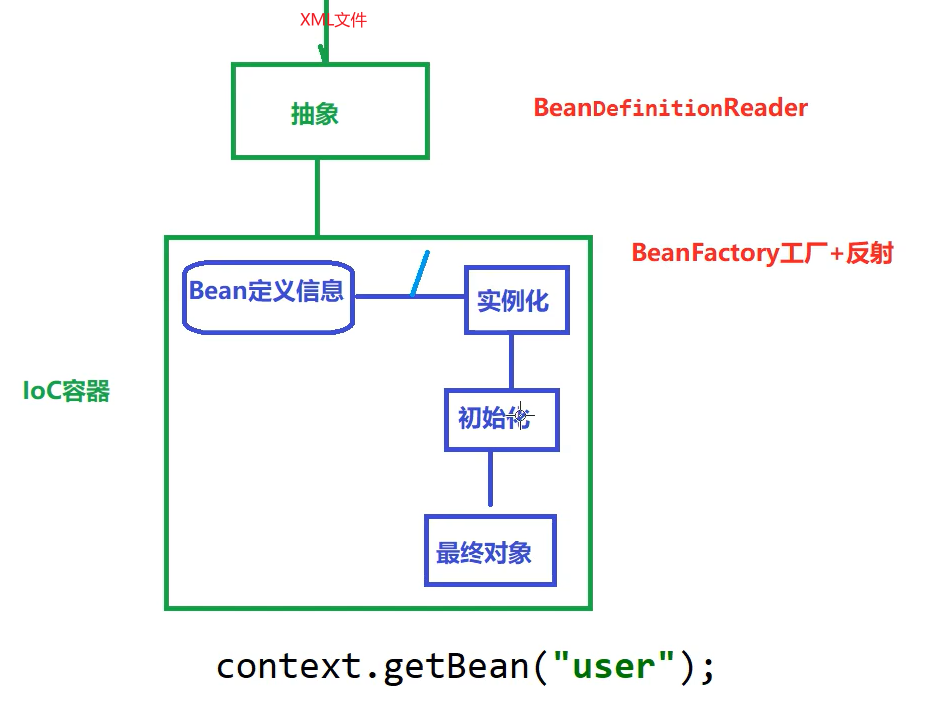 XML文件
抽象
BeanDefinitionReader
BeanFactory工厂+反射
Bean定义信息
实例化
IoC容器
初始化
最终对象
context.getBean("user");